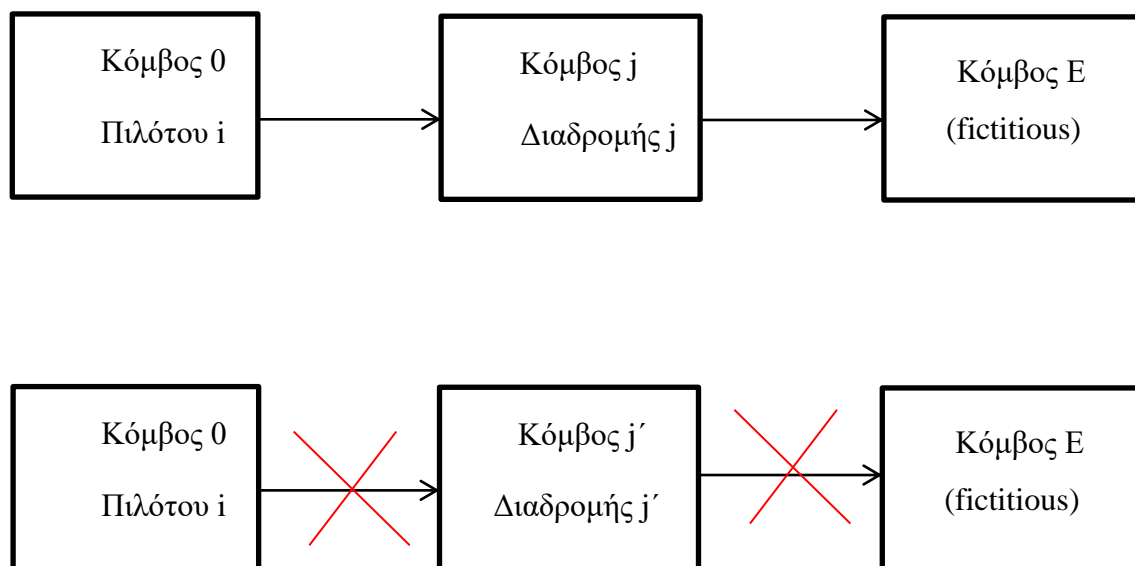 Κόμβος 0
Πιλότου i
Κόμβος j
Διαδρομής j
Κόμβος E
(fictitious)
Κόμβος 0
Πιλότου i
Κόμβος j΄
Διαδρομής j΄
Κόμβος E
(fictitious)